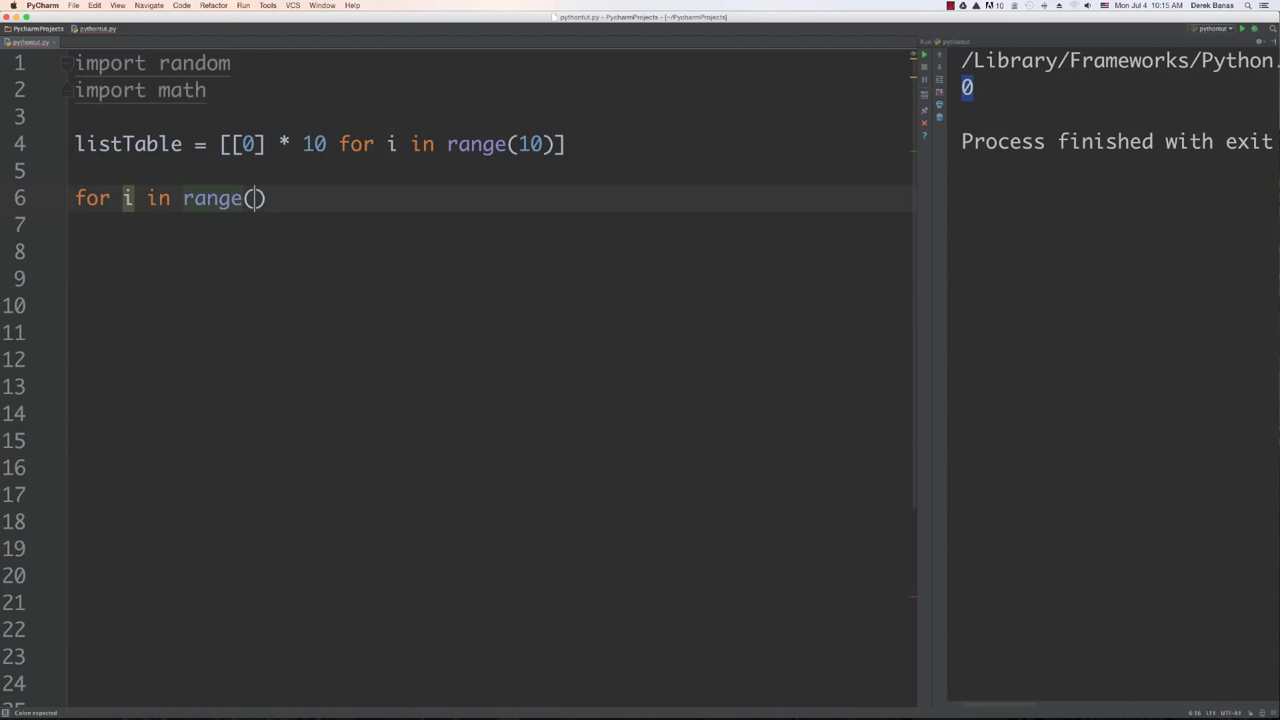 PyCharm File Edit View Navigate Code Refactor Run Tools VCS Window Help
10 Mon Jul 4 10:15 AM Derek Banas
pythontut.py - PycharmProjects - [~/PycharmProjects]
PycharmProjects pythontut.py
pythontut
pythontut.py
Run pythontut
1 import random
/Library/Frameworks/Python.
2 import math
0
3
4 listTable = [[0] * 10 for i in range(10)]
Process finished with exit
5
6 for i in range()
7
8
9
10
11
12
13
14
15
16
17
18
19
20
21
22
23
24
Colon expected
6:16 LF≑ UTF-8≑